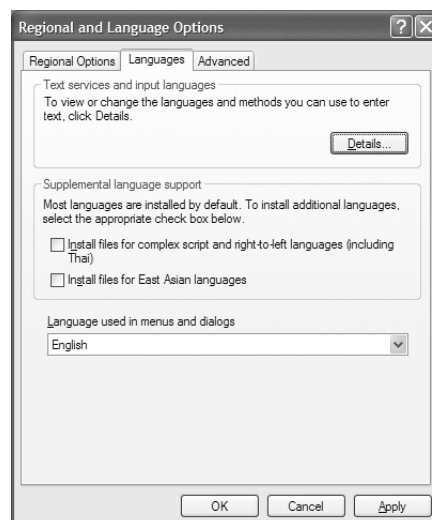 Regional and Language Options
Regional Options Languages Advanced
Text services and input languages
To view or change the languages and methods you can use to enter
text, click Details.
Details...
Supplemental language support
Most languages are installed by default. To install additional languages,
select the appropriate check box below.
Install files for complex script and right-to-left languages (including
Thai)
Install files for East Asian languages
Language used in menus and dialogs
English
OK Cancel Apply